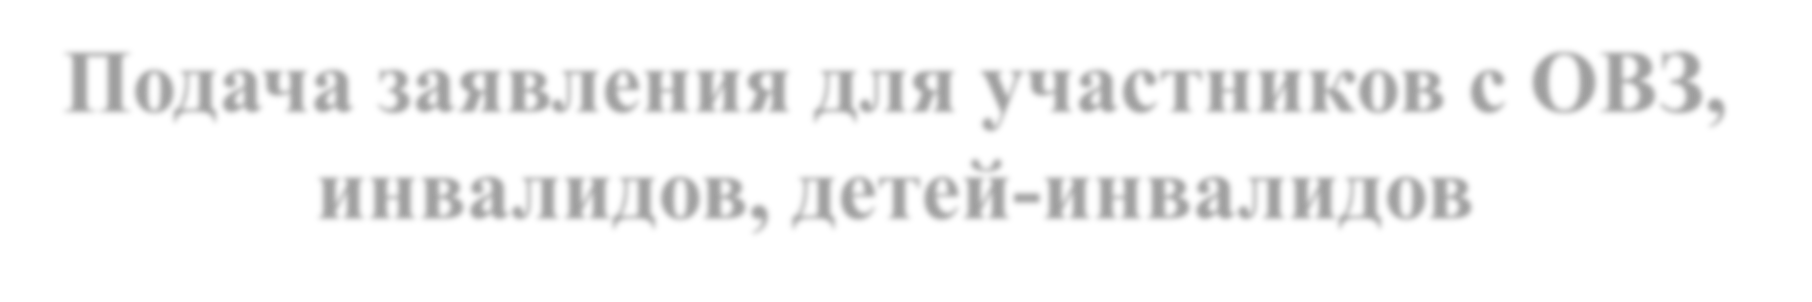 Подача заявления для участников с ОВЗ,
инвалидов, детей-инвалидов